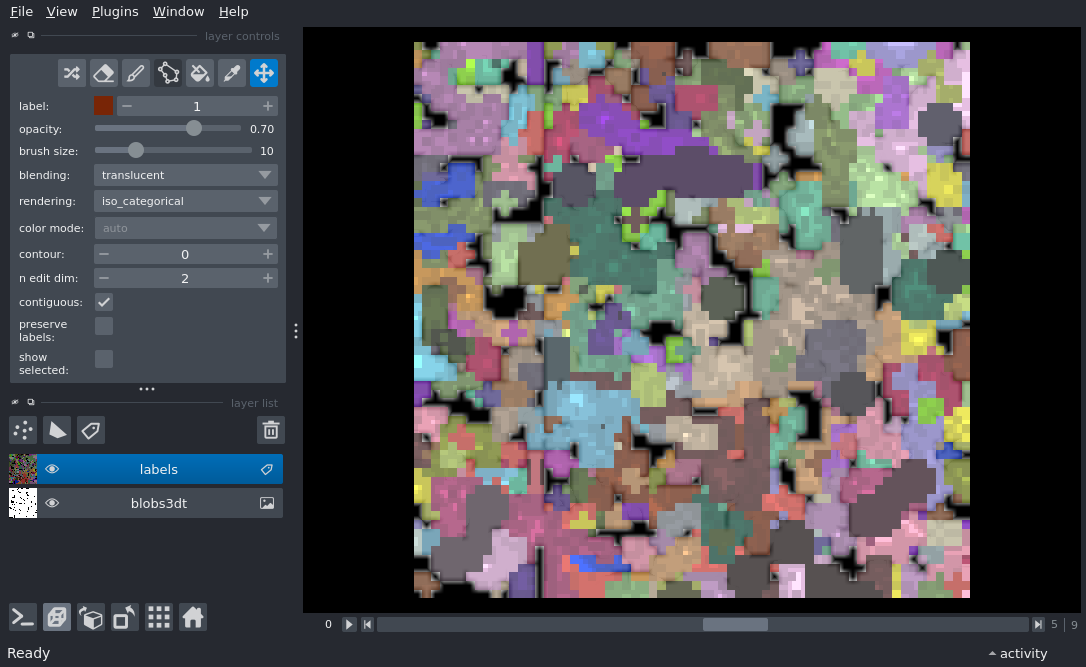 File View Plugins Window Help
layer controls
label: 1
opacity: 0.70
brush size: 10
blending: translucent
rendering: iso_categorical
color mode: auto
contour: 0
n edit dim: 2
contiguous:
preserve
labels:
show
selected:
layer list
labels
blobs3dt
0 5 | 9
Ready activity